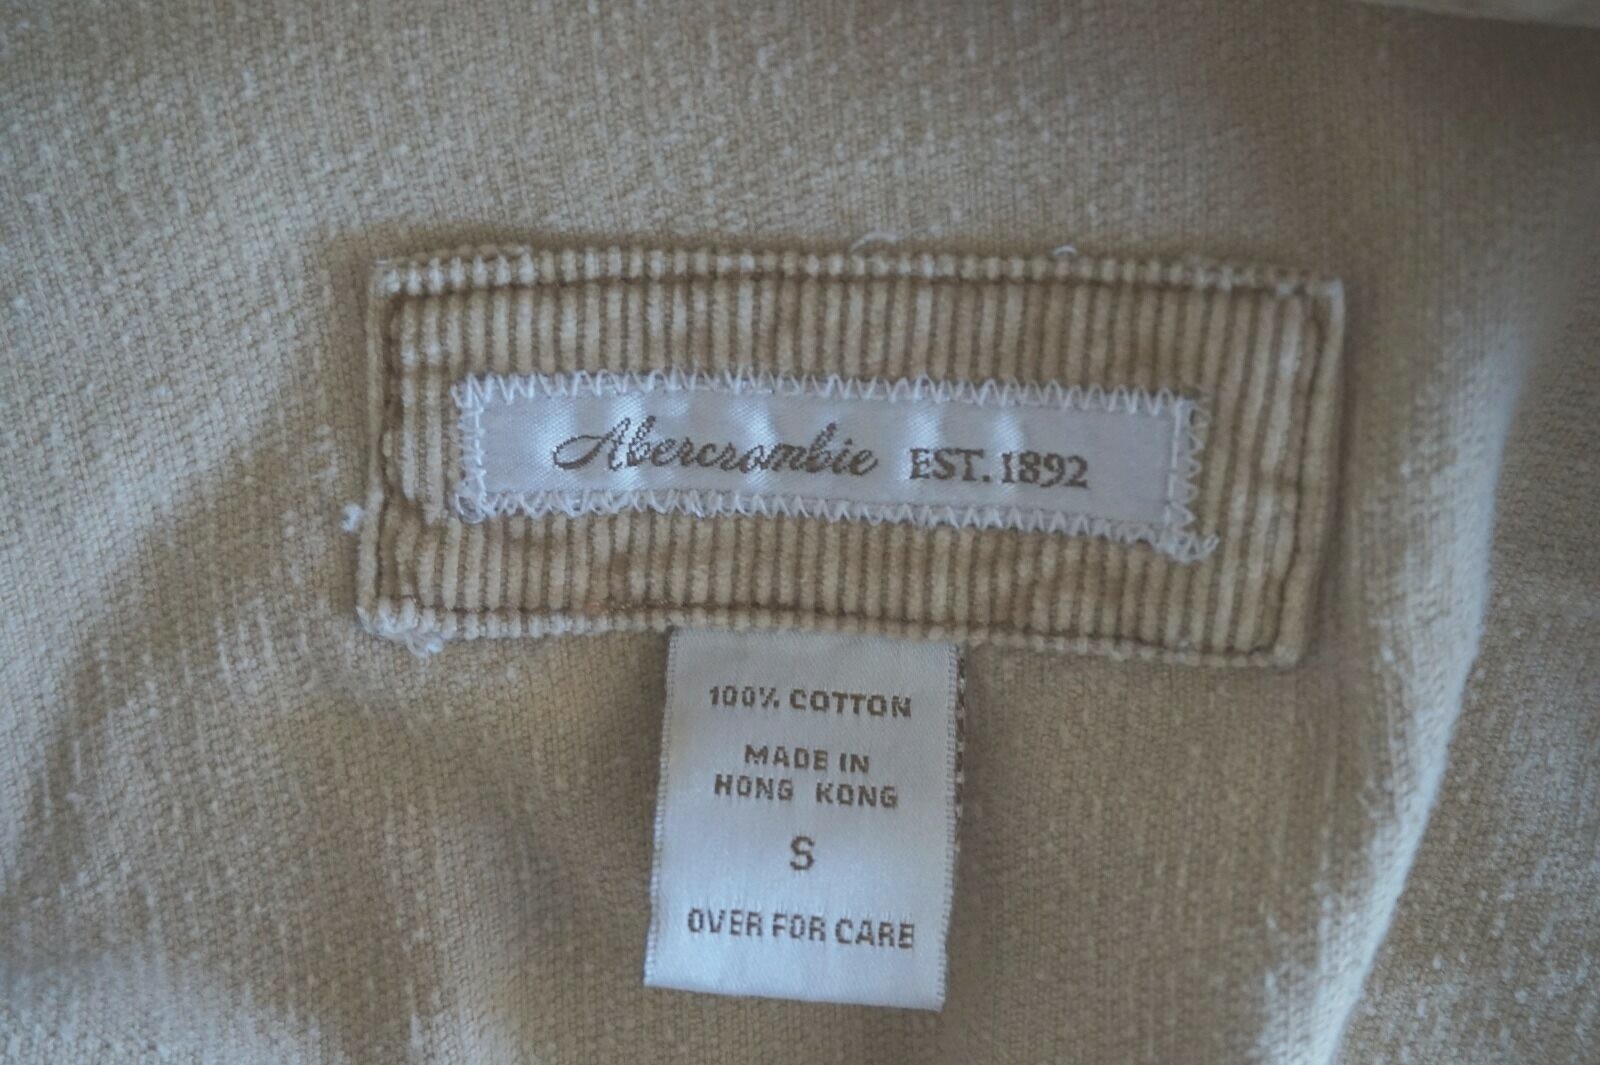 Abercrombie EST. 1892
100% COTTON
MADE IN
HONG KONG
S
OVER FOR CARE